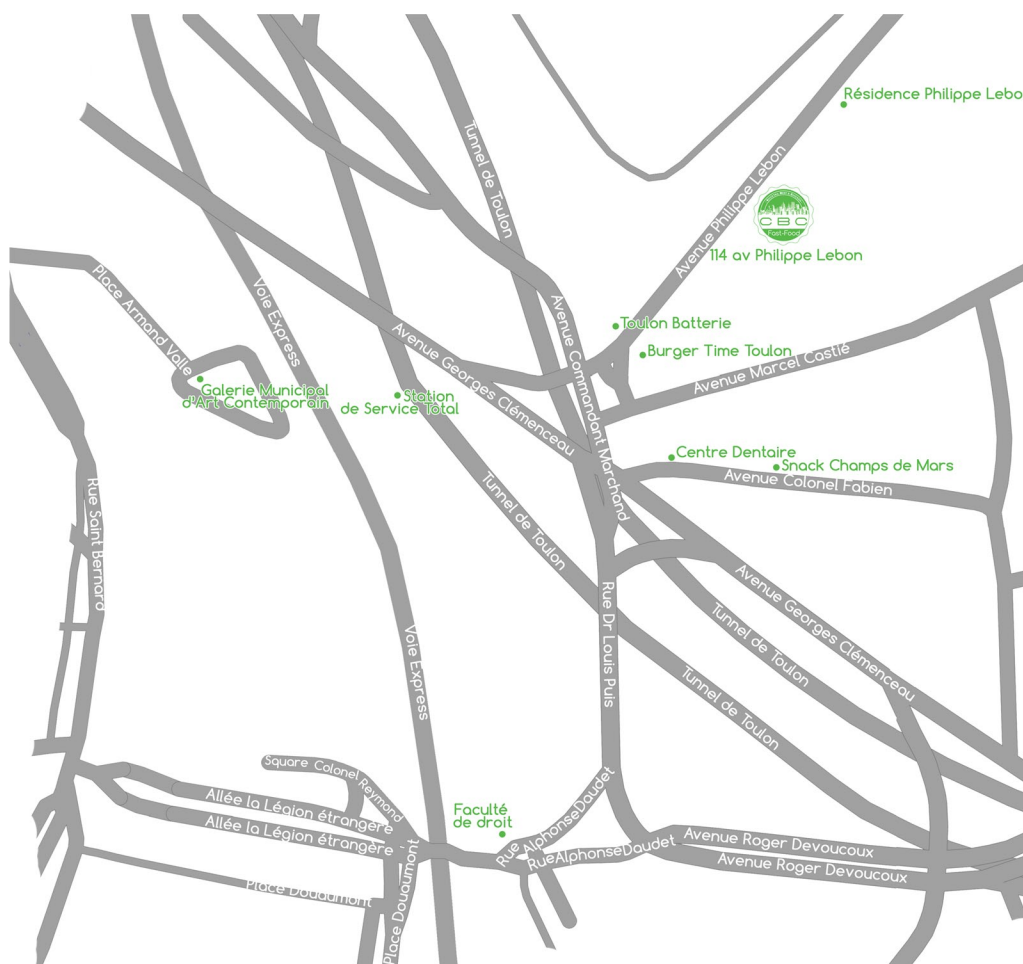 Résidence Philippe Lebo
Tunnel de Toulon
Avenue Philippe Lebon
CBC
Fast-Food
114 av Philippe Lebon
Place Armand Vallé
Voie Express
Avenue Commandant Marchand
Toulon Batterie
Burger Time Toulon
Avenue Marcel Castié
Avenue Georges Clémenceau
Galerie Municipal
d'Art Contemporain
Station
de Service Total
Centre Dentaire
Snack Champs de Mars
Avenue Colonel Fabien
Rue Saint Bernard
Tunnel de Toulon
Rue Dr Louis Puis
Avenue Georges Clémenceau
Tunnel de Toulon
Voie Express
Tunnel de Toulon
Square Colonel Reymond
Allée la Légion étrangère
Allée la Légion étrangère
Faculté
de droit
Rue AlphonseDaudet
RueAlphonseDaudet
Avenue Roger Devoucoux
Avenue Roger Devoucoux
Place Douaumont
Place Douaumont